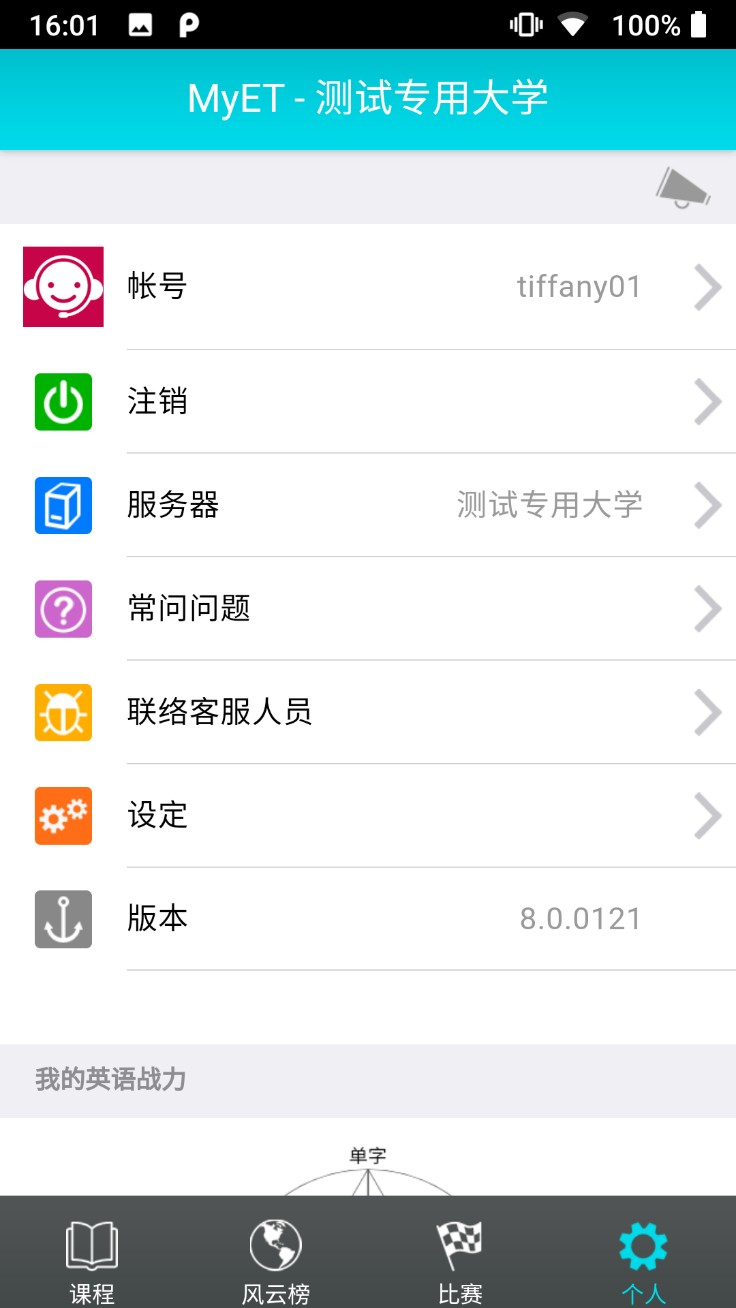 16:01 100%
MyET - 测试专用大学
帐号 tiffany01
注销
服务器 测试专用大学
常问问题
联络客服人员
设定
版本 8.0.0121
我的英语战力
单字
课程 风云榜 比赛 个人